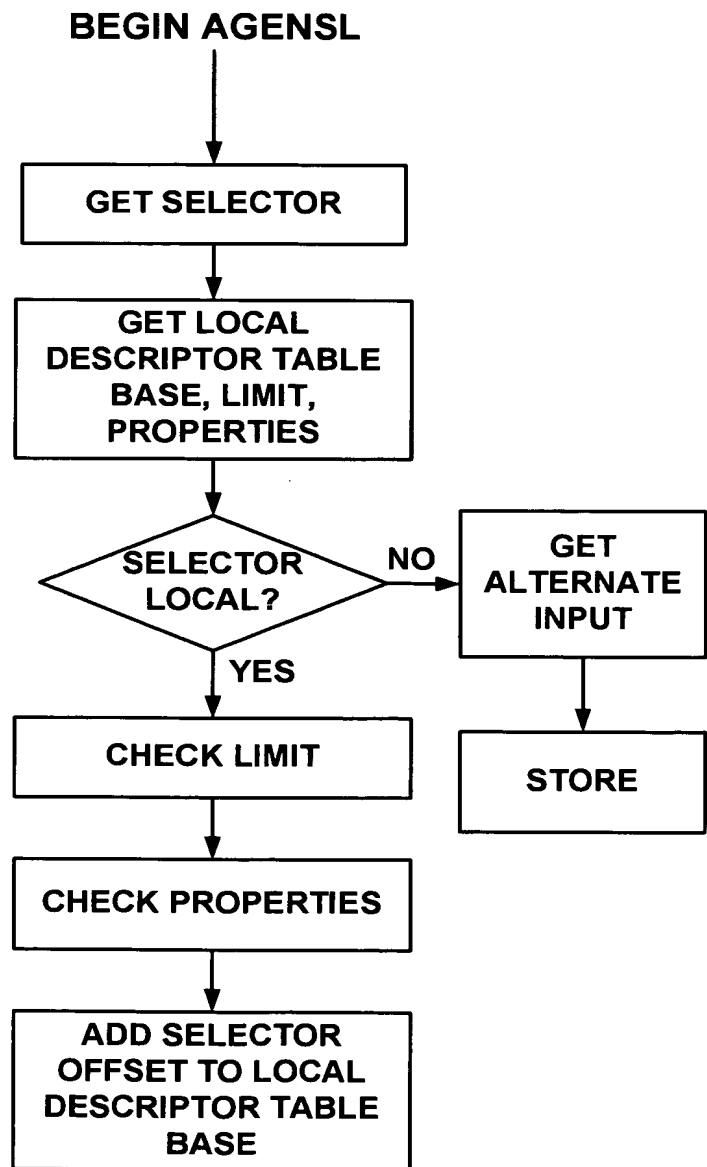 BEGIN AGENSL
GET SELECTOR
GET LOCAL
DESCRIPTOR TABLE
BASE, LIMIT,
PROPERTIES
SELECTOR
LOCAL?
NO
GET
ALTERNATE
INPUT
YES
STORE
CHECK LIMIT
CHECK PROPERTIES
ADD SELECTOR
OFFSET TO LOCAL
DESCRIPTOR TABLE
BASE